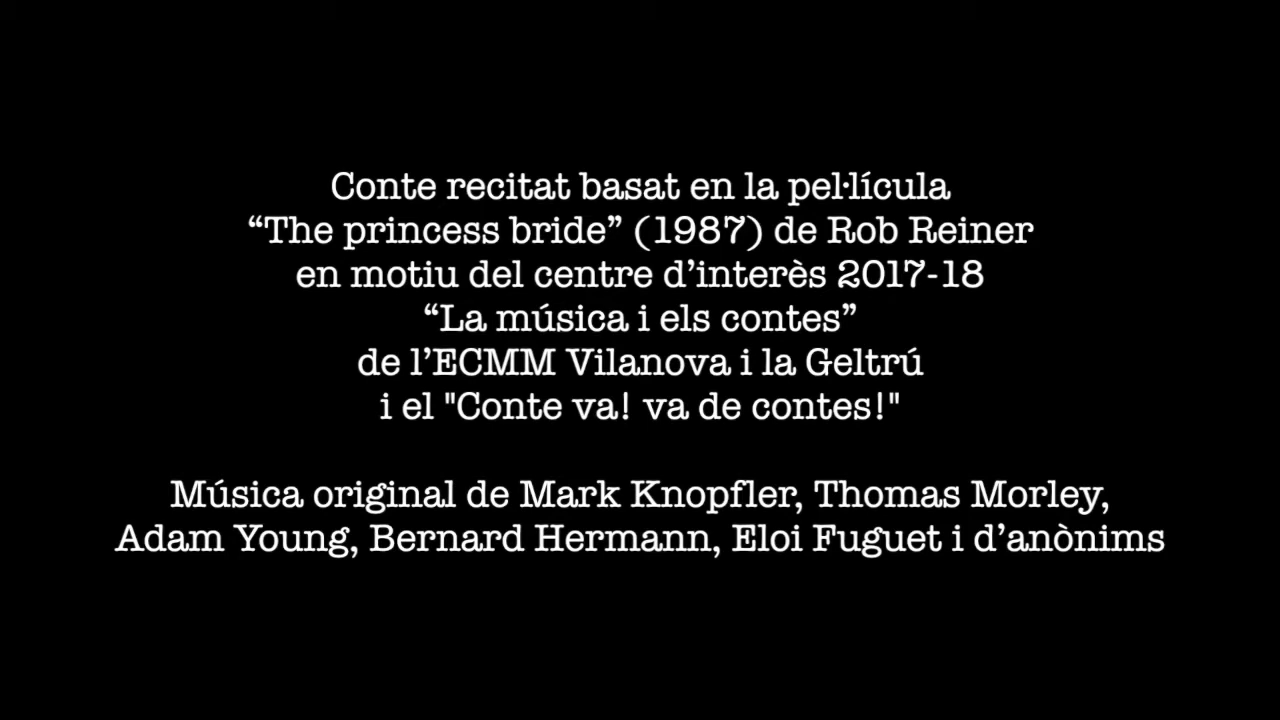 Conte recitat basat en la pel·lícula
“The princess bride” (1987) de Rob Reiner
en motiu del centre d’interès 2017-18
“La música i els contes”
de l’ECMM Vilanova i la Geltrú
i el "Conte va! va de contes!"
Música original de Mark Knopfler, Thomas Morley,
Adam Young, Bernard Hermann, Eloi Fuguet i d’anònims